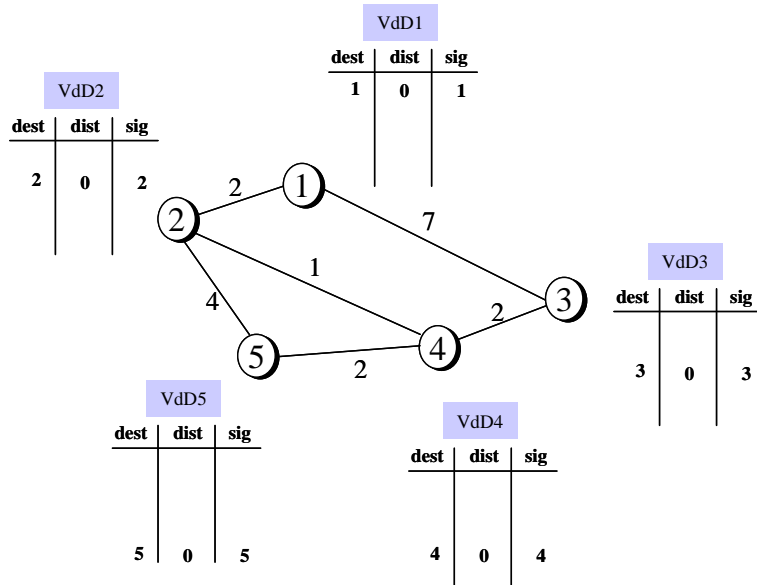 VdD1
dest dist sig
1 0 1
VdD2
dest dist sig
2 0 2
2
1
2
7
1
4
3
2
5
4
2
VdD3
dest dist sig
3 0 3
VdD5
dest dist sig
5 0 5
VdD4
dest dist sig
4 0 4